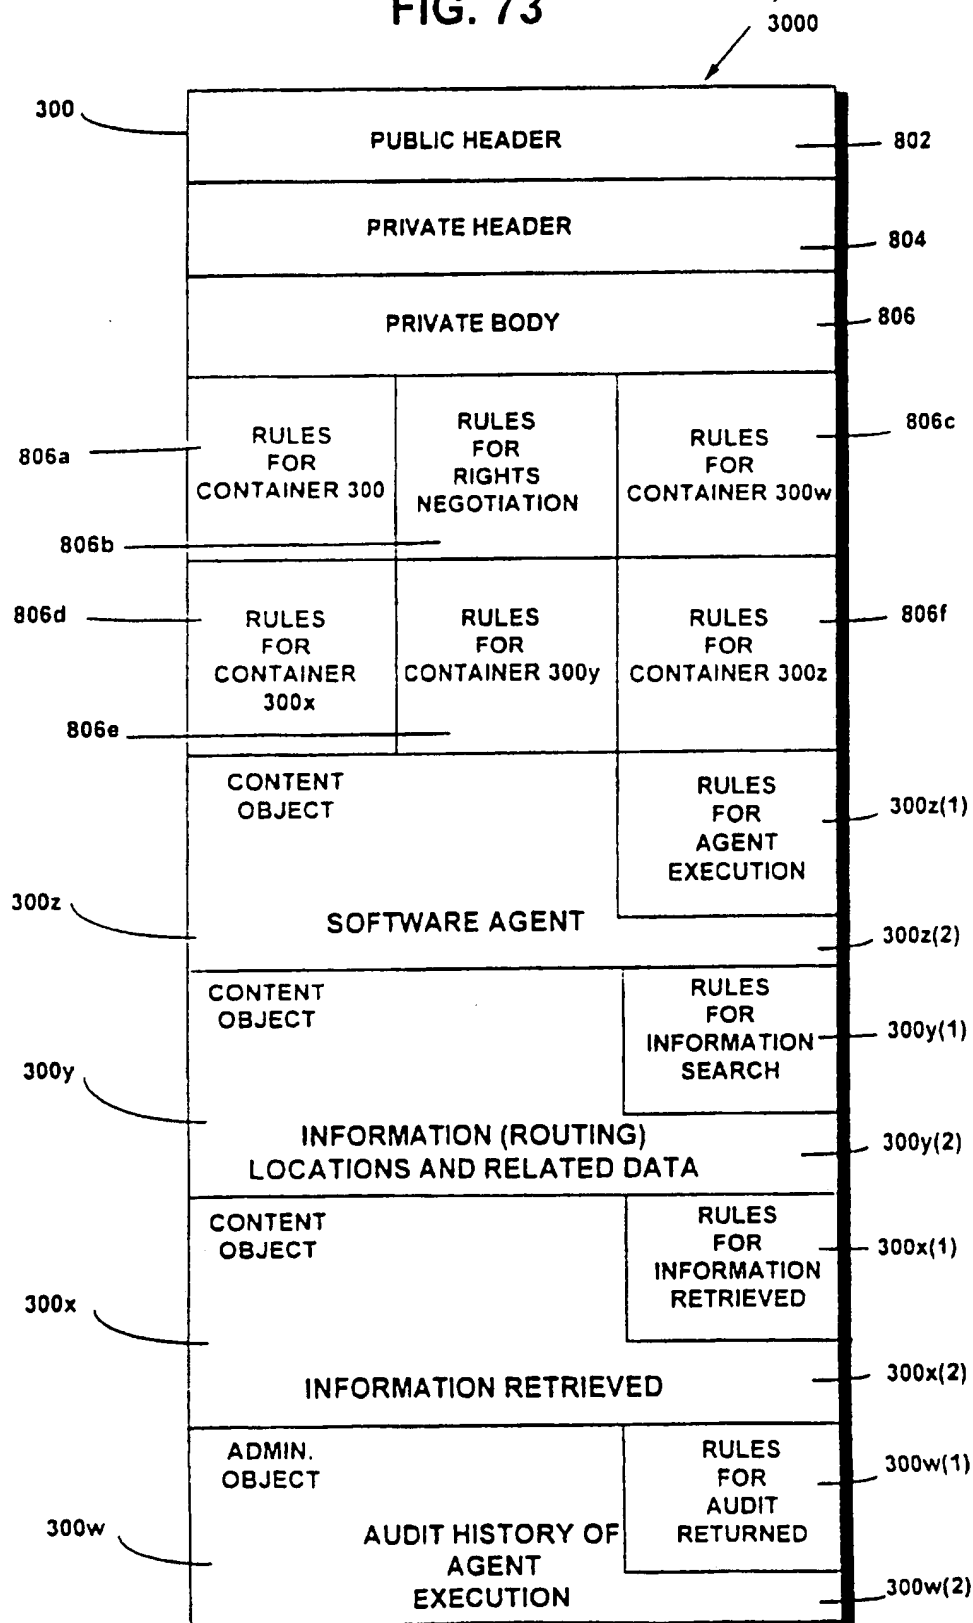 FIG. 73
3000
300
PUBLIC HEADER
802
PRIVATE HEADER
804
PRIVATE BODY
806
806a
RULES
FOR
CONTAINER 300
RULES
FOR
RIGHTS
NEGOTIATION
806b
RULES
FOR
CONTAINER 300w
806c
806d
RULES
FOR
CONTAINER
300x
RULES
FOR
CONTAINER 300y
806e
RULES
FOR
CONTAINER 300z
806f
CONTENT
OBJECT
RULES
FOR
AGENT
EXECUTION
300z(1)
300z
SOFTWARE AGENT
300z(2)
CONTENT
OBJECT
RULES
FOR
INFORMATION
SEARCH
300y(1)
300y
INFORMATION (ROUTING)
LOCATIONS AND RELATED DATA
300y(2)
CONTENT
OBJECT
RULES
FOR
INFORMATION
RETRIEVED
300x(1)
300x
INFORMATION RETRIEVED
300x(2)
ADMIN.
OBJECT
RULES
FOR
AUDIT
RETURNED
300w(1)
300w
AUDIT HISTORY OF
AGENT
EXECUTION
300w(2)